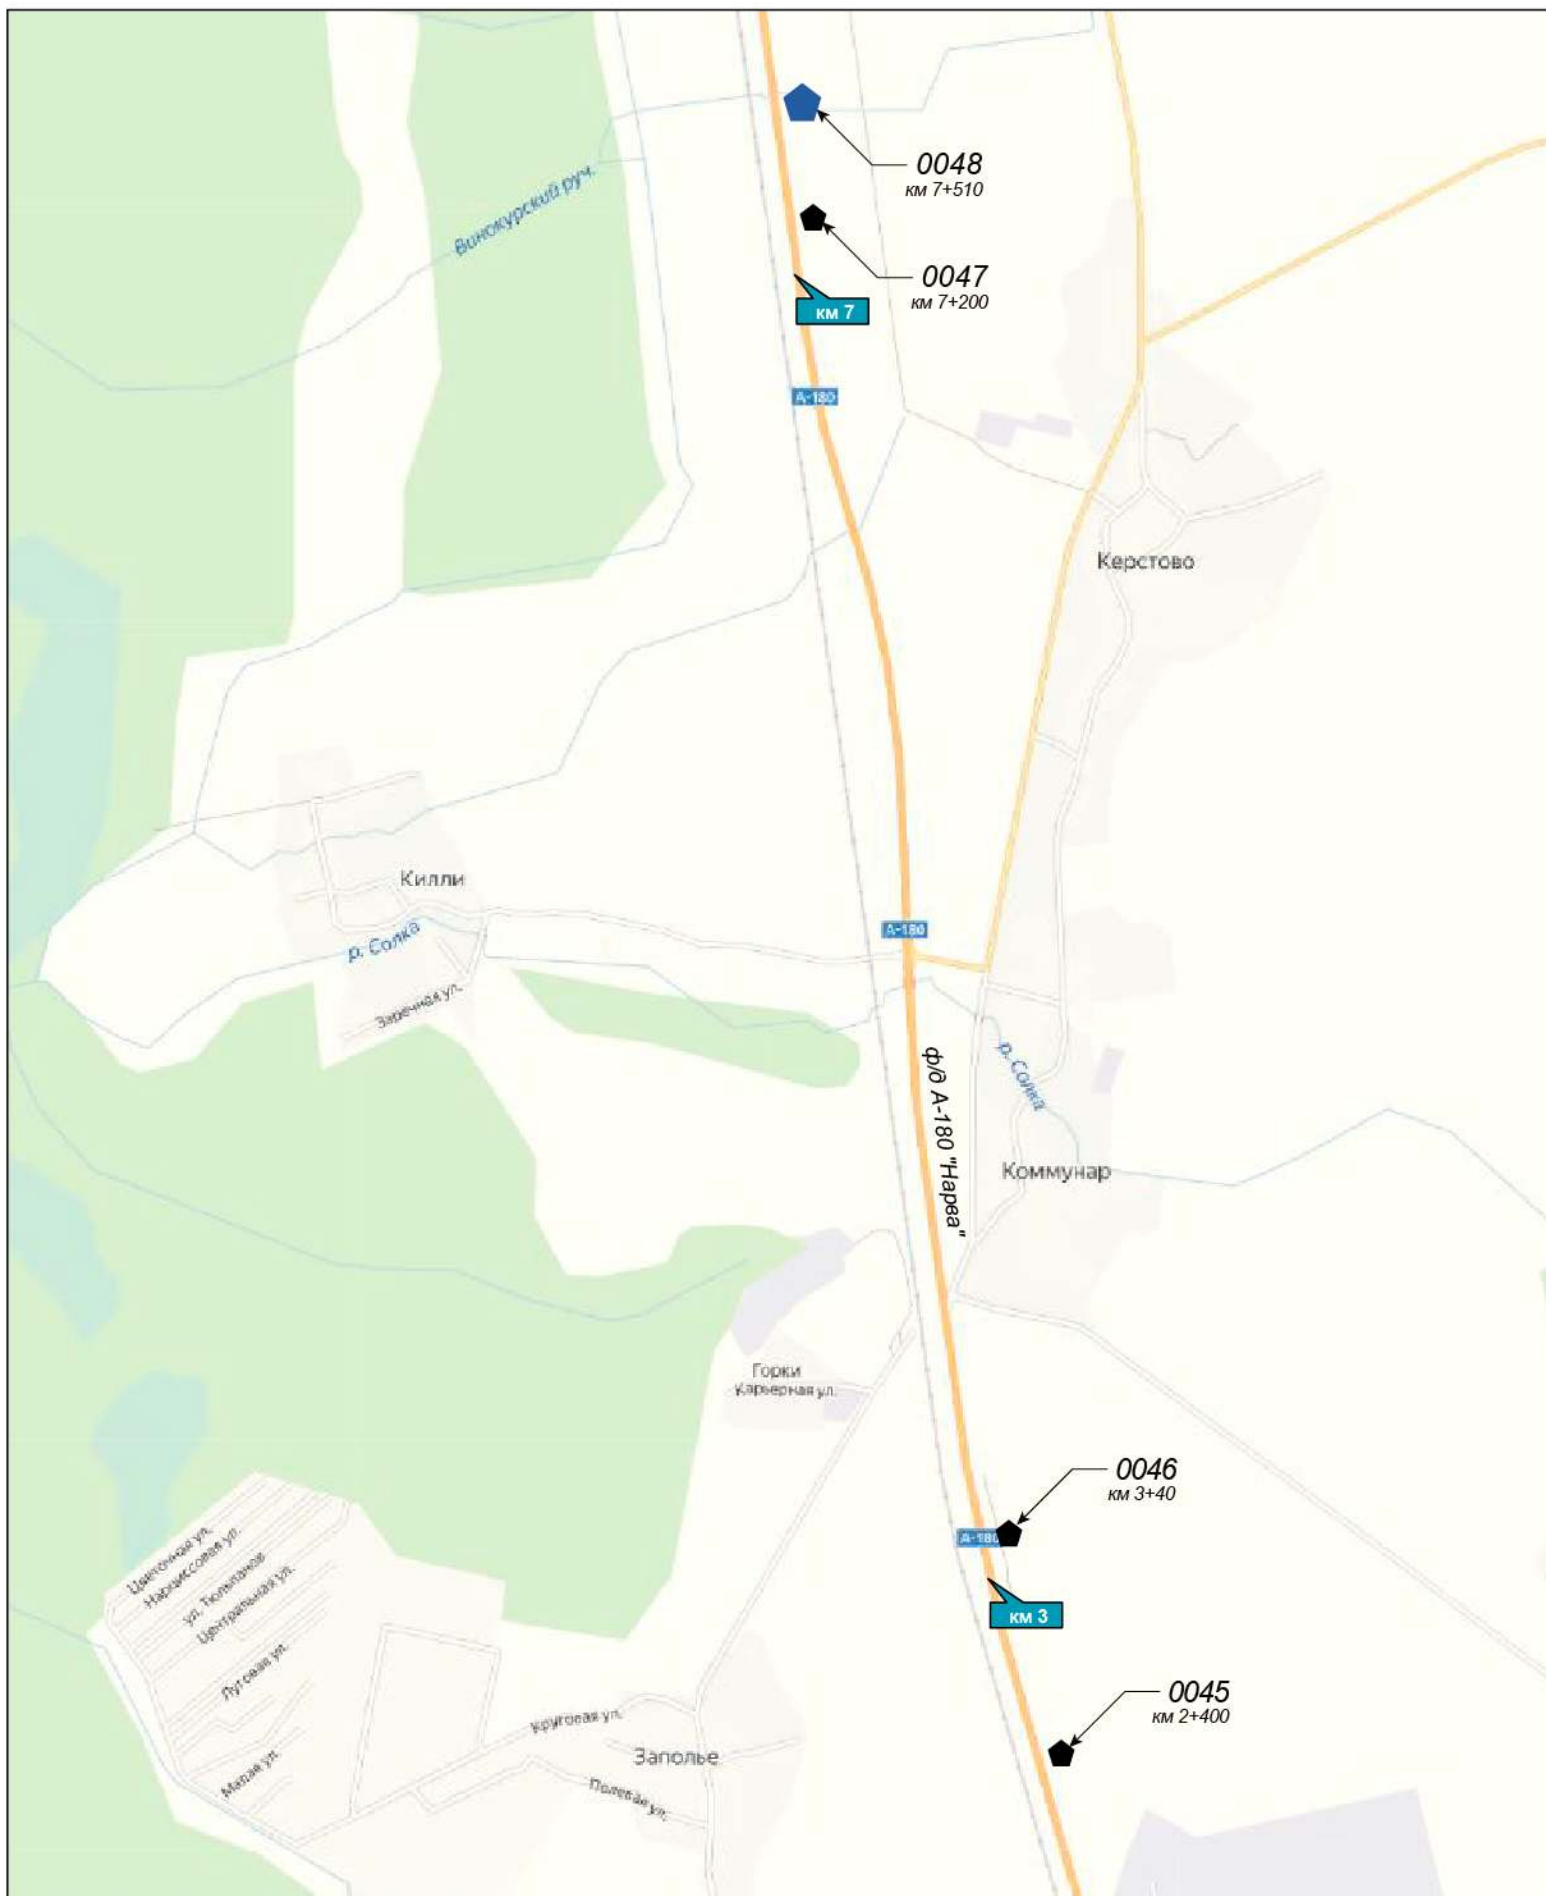 0048
км 7+510
Винокурский руч.
0047
км 7+200
км 7
А-180
Керстово
Килли
р. Солка
Заречная ул.
А-180
р. Солка
ф/д А-180 "Нарва"
Коммунар
Горки
Карьерная ул.
0046
км 3+40
А-180
км 3
Цветочная ул.
Нарциссовая ул.
ул. Тюльпанов
Центральная ул.
Луговая ул.
0045
км 2+400
Круговая ул.
Заполье
Малая ул.
Полевая ул.